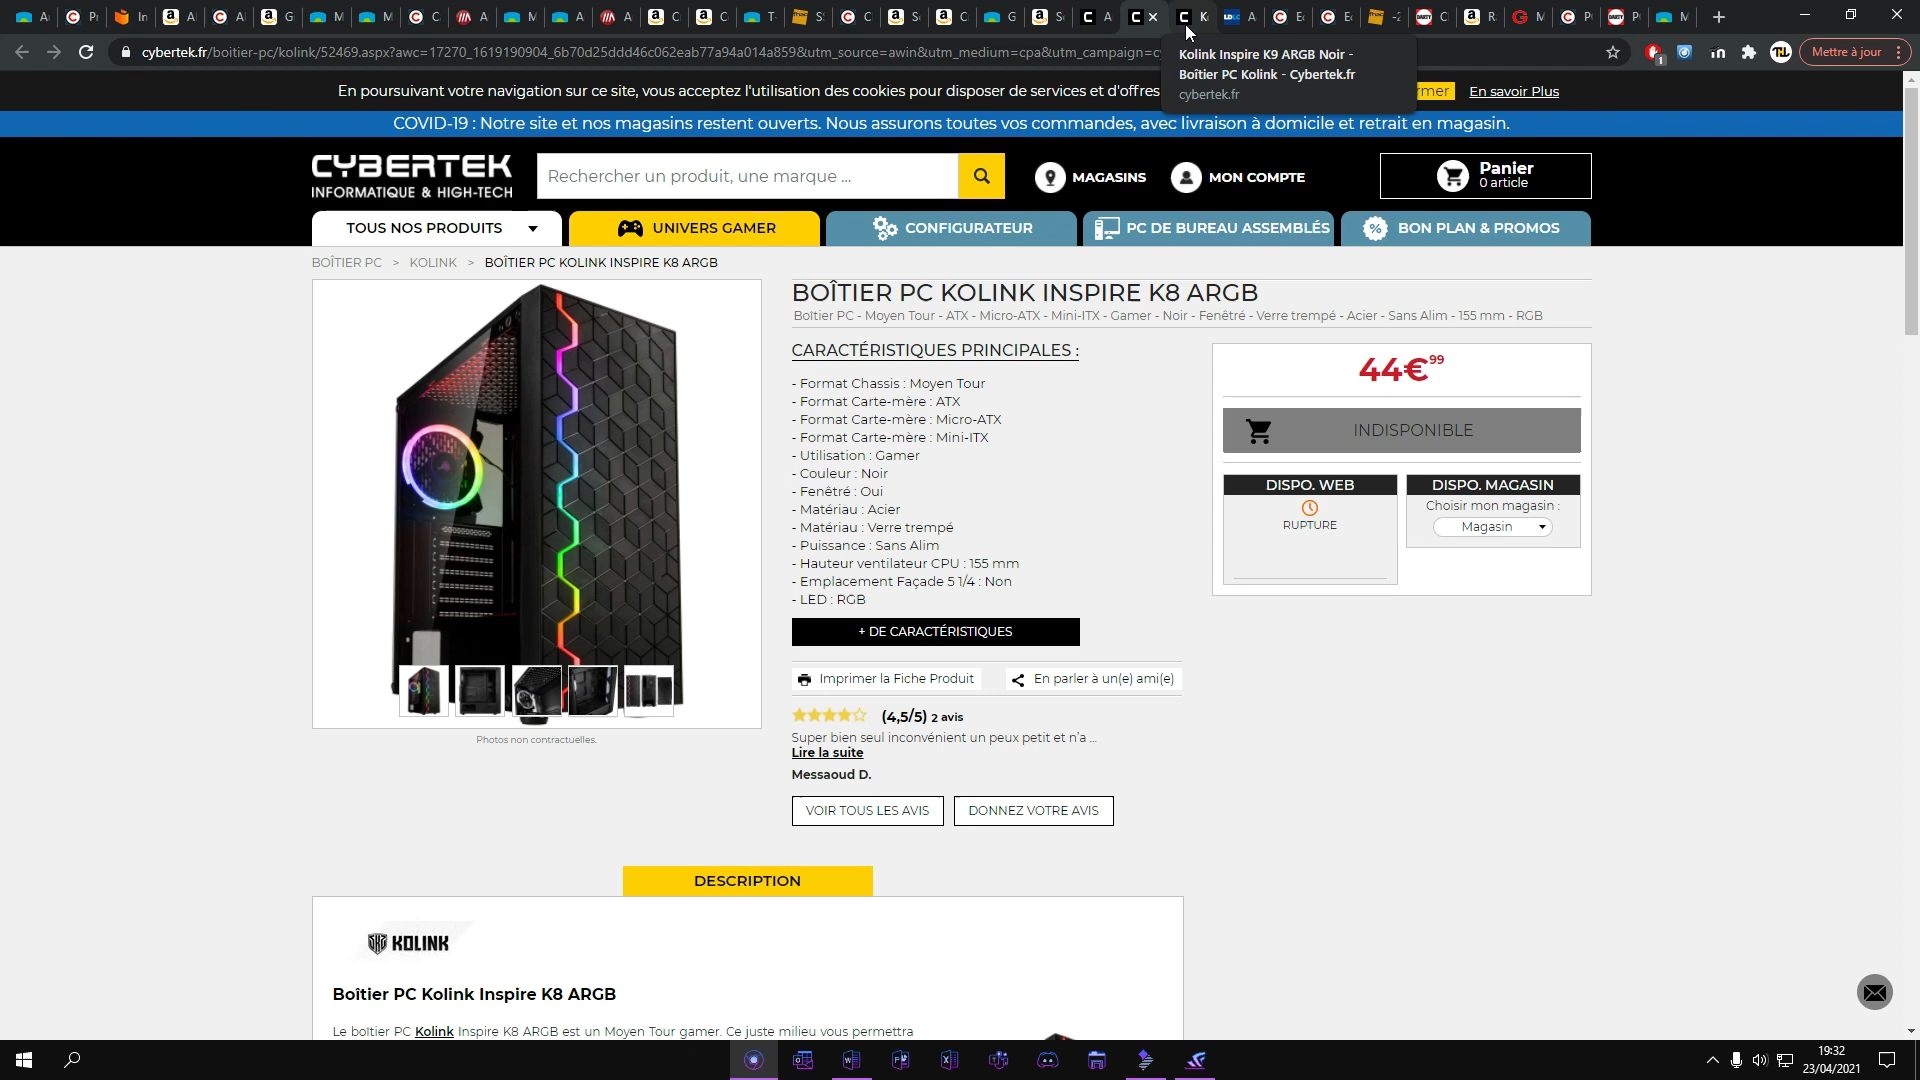 cybertek.fr/boitier-pc/kolink/52469.aspx?awc=17270_1619190904_6b70d25ddd46c062eab77a94a014a859&utm_source=awin&utm_medium=cpa&utm_campaign=cy
Mettre à jour
Kolink Inspire K9 ARGB Noir -
Boîtier PC Kolink - Cybertek.fr
cybertek.fr
En poursuivant votre navigation sur ce site, vous acceptez l'utilisation des cookies pour disposer de services et d'offres
rmer
En savoir Plus
COVID-19 : Notre site et nos magasins restent ouverts. Nous assurons toutes vos commandes, avec livraison à domicile et retrait en magasin.
CYBERTEK
INFORMATIQUE & HIGH-TECH
Rechercher un produit, une marque ...
MAGASINS
MON COMPTE
Panier
0 article
TOUS NOS PRODUITS
UNIVERS GAMER
CONFIGURATEUR
PC DE BUREAU ASSEMBLÉS
BON PLAN & PROMOS
BOÎTIER PC > KOLINK > BOÎTIER PC KOLINK INSPIRE K8 ARGB
BOÎTIER PC KOLINK INSPIRE K8 ARGB
Boîtier PC - Moyen Tour - ATX - Micro-ATX - Mini-ITX - Gamer - Noir - Fenêtré - Verre trempé - Acier - Sans Alim - 155 mm - RGB
CARACTÉRISTIQUES PRINCIPALES :
- Format Chassis : Moyen Tour
- Format Carte-mère : ATX
- Format Carte-mère : Micro-ATX
- Format Carte-mère : Mini-ITX
- Utilisation : Gamer
- Couleur : Noir
- Fenêtré : Oui
- Matériau : Acier
- Matériau : Verre trempé
- Puissance : Sans Alim
- Hauteur ventilateur CPU : 155 mm
- Emplacement Façade 5 1/4 : Non
- LED : RGB
+ DE CARACTÉRISTIQUES
44€99
INDISPONIBLE
DISPO. WEB
RUPTURE
DISPO. MAGASIN
Choisir mon magasin :
Magasin
Imprimer la Fiche Produit
En parler à un(e) ami(e)
(4,5/5) 2 avis
Super bien seul inconvénient un peux petit et n'a ...
Lire la suite
Messaoud D.
VOIR TOUS LES AVIS
DONNEZ VOTRE AVIS
Photos non contractuelles.
DESCRIPTION
KOLINK
Boîtier PC Kolink Inspire K8 ARGB
Le boîtier PC Kolink Inspire K8 ARGB est un Moyen Tour gamer. Ce juste milieu vous permettra
19:32
23/04/2021